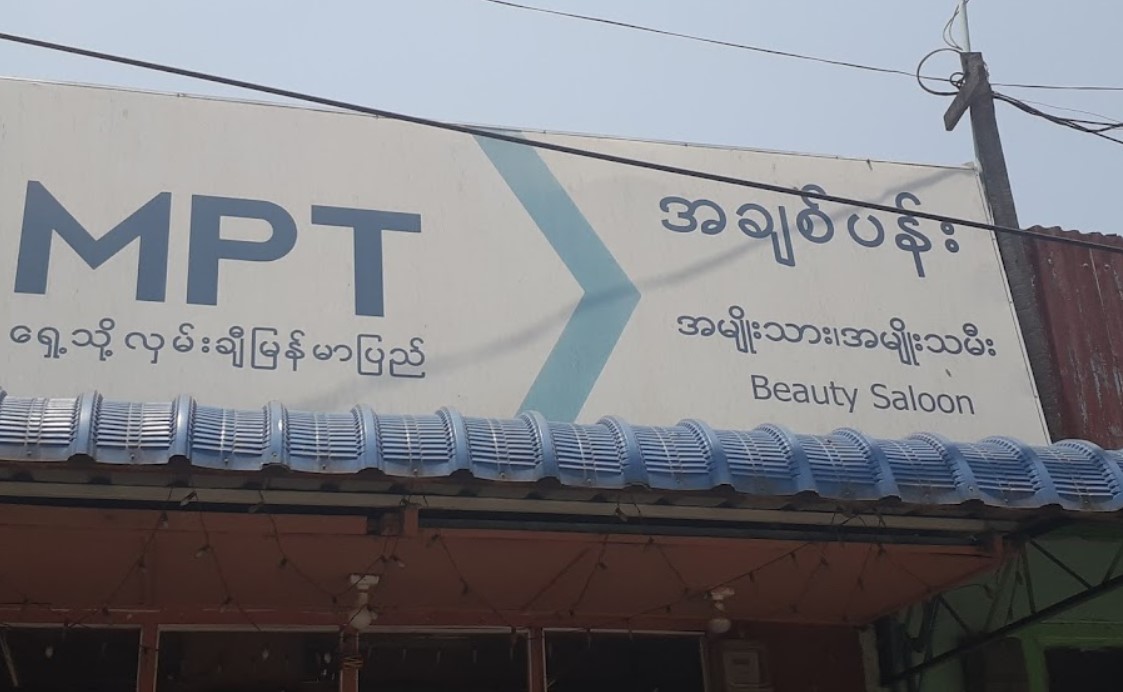 MPT
ရှေ့သို့လှမ်းချီမြန်မာပြည်
အချစ်ပန်း
အမျိုးသား၊အမျိုးသမီး
Beauty Saloon